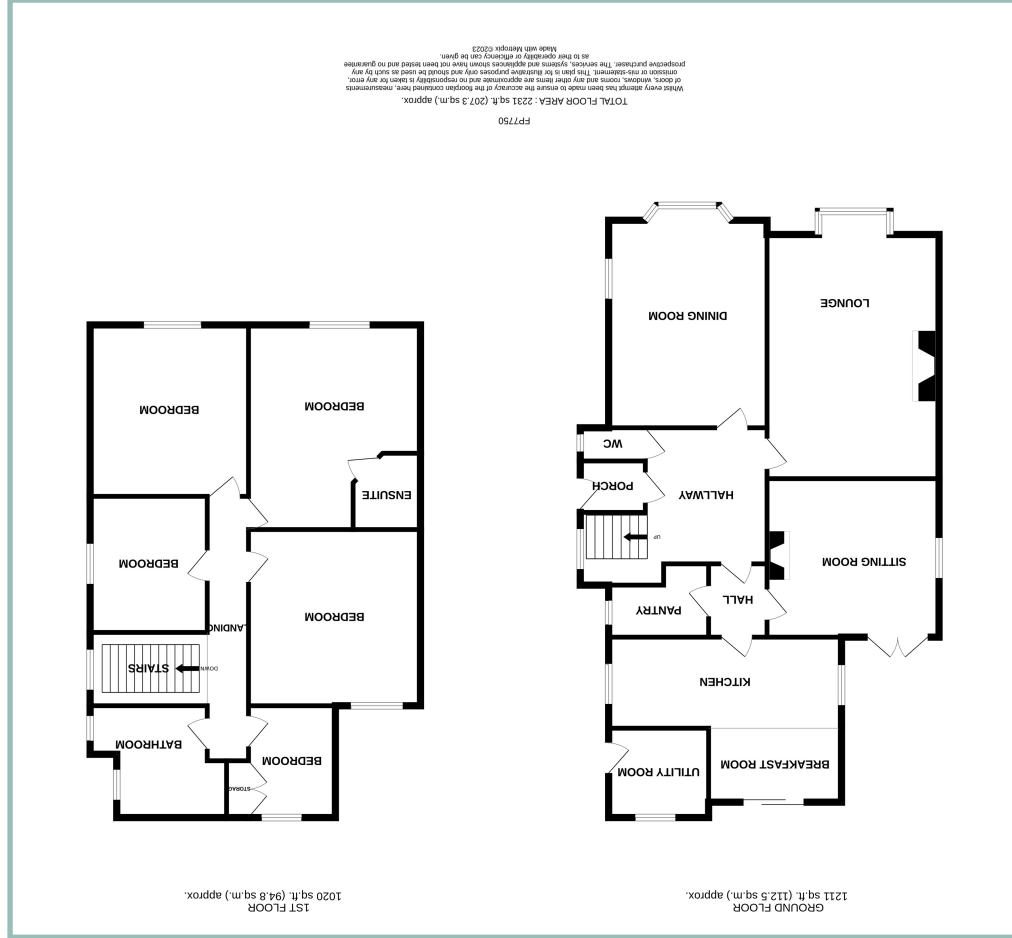 GROUND FLOOR
1211 sq.ft. (112.5 sq.m.) approx.
1ST FLOOR
1020 sq.ft. (94.8 sq.m.) approx.
BREAKFAST ROOM
UTILITY ROOM
KITCHEN
PANTRY
HALL
SITTING ROOM
UP
HALLWAY
PORCH
WC
DINING ROOM
LOUNGE
STORAG
BEDROOM
BATHROOM
DOWN
STAIRS
LANDING
BEDROOM
BEDROOM
ENSUITE
BEDROOM
BEDROOM
FP7750
TOTAL FLOOR AREA : 2231 sq.ft. (207.3 sq.m.) approx.
Whilst every attempt has been made to ensure the accuracy of the floorplan contained here, measurements
of doors, windows, rooms and any other items are approximate and no responsibility is taken for any error,
omission or mis-statement. This plan is for illustrative purposes only and should be used as such by any
prospective purchaser. The services, systems and appliances shown have not been tested and no guarantee
as to their operability or efficiency can be given.
Made with Metropix ©2023